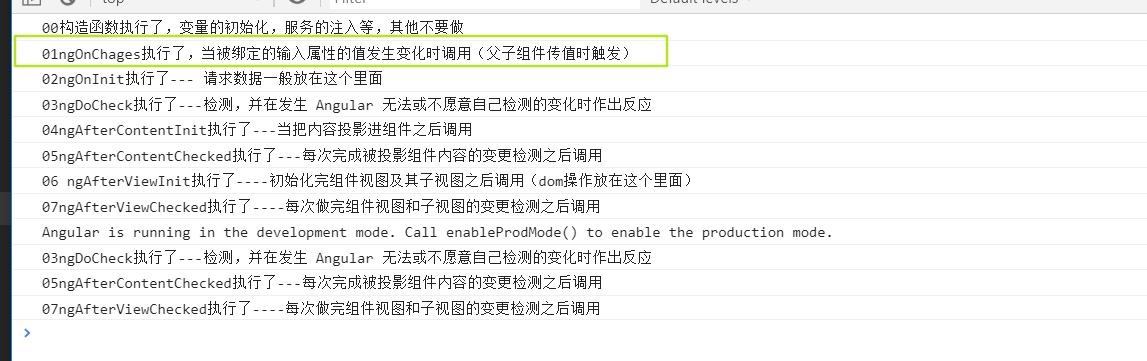 top
Filter
Default levels
00构造函数执行了，变量的初始化，服务的注入等，其他不要做
01ngOnChages执行了，当被绑定的输入属性的值发生变化时调用（父子组件传值时触发）
02ngOnInit执行了--- 请求数据一般放在这个里面
03ngDoCheck执行了---检测，并在发生 Angular 无法或不愿意自己检测的变化时作出反应
04ngAfterContentInit执行了---当把内容投影进组件之后调用
05ngAfterContentChecked执行了---每次完成被投影组件内容的变更检测之后调用
06 ngAfterViewInit执行了----初始化完组件视图及其子视图之后调用（dom操作放在这个里面）
07ngAfterViewChecked执行了----每次做完组件视图和子视图的变更检测之后调用
Angular is running in the development mode. Call enableProdMode() to enable the production mode.
03ngDoCheck执行了---检测，并在发生 Angular 无法或不愿意自己检测的变化时作出反应
05ngAfterContentChecked执行了---每次完成被投影组件内容的变更检测之后调用
07ngAfterViewChecked执行了----每次做完组件视图和子视图的变更检测之后调用